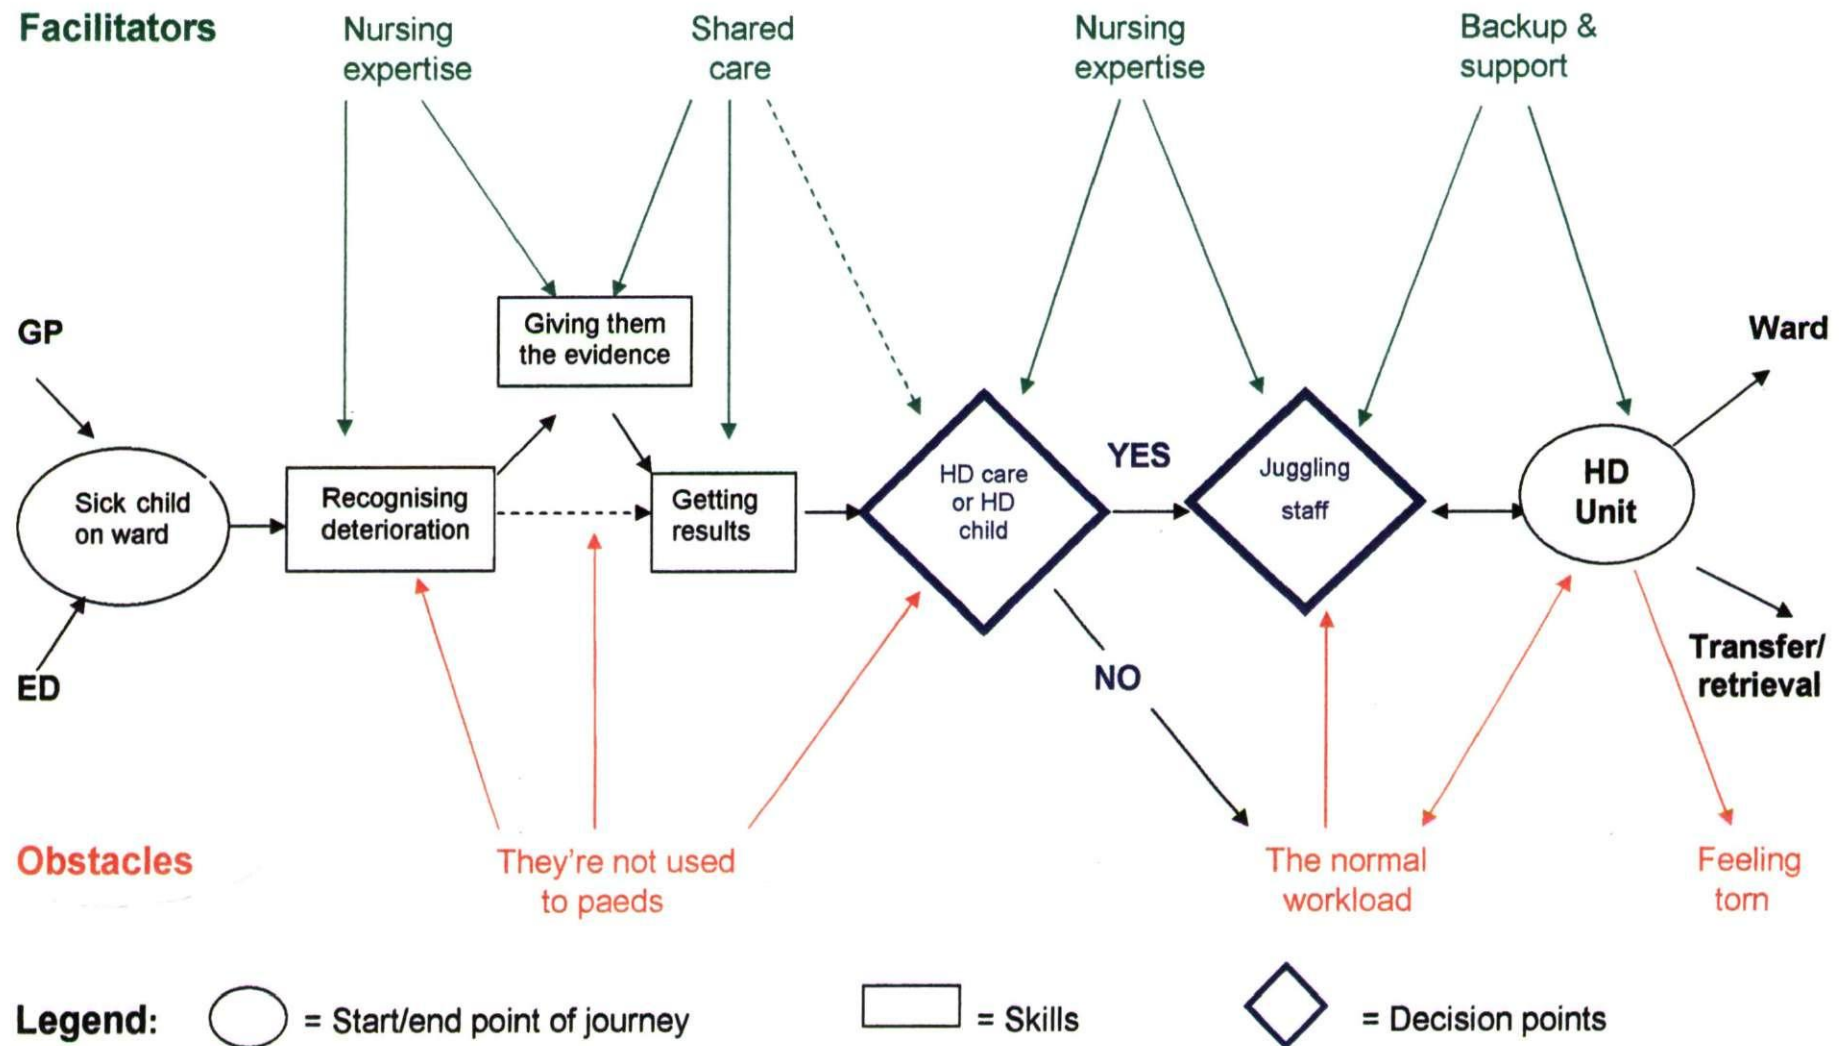 Facilitators
Nursing
expertise
Shared
care
Nursing
expertise
Backup &
support
GP
Giving them
the evidence
Ward
Sick child
on ward
Recognising
deterioration
Getting
results
HD care
or HD
child
YES
Juggling
staff
HD
Unit
ED
NO
Transfer/
retrieval
Obstacles
They're not used
to paeds
The normal
workload
Feeling
torn
Legend:
= Start/end point of journey
= Skills
= Decision points